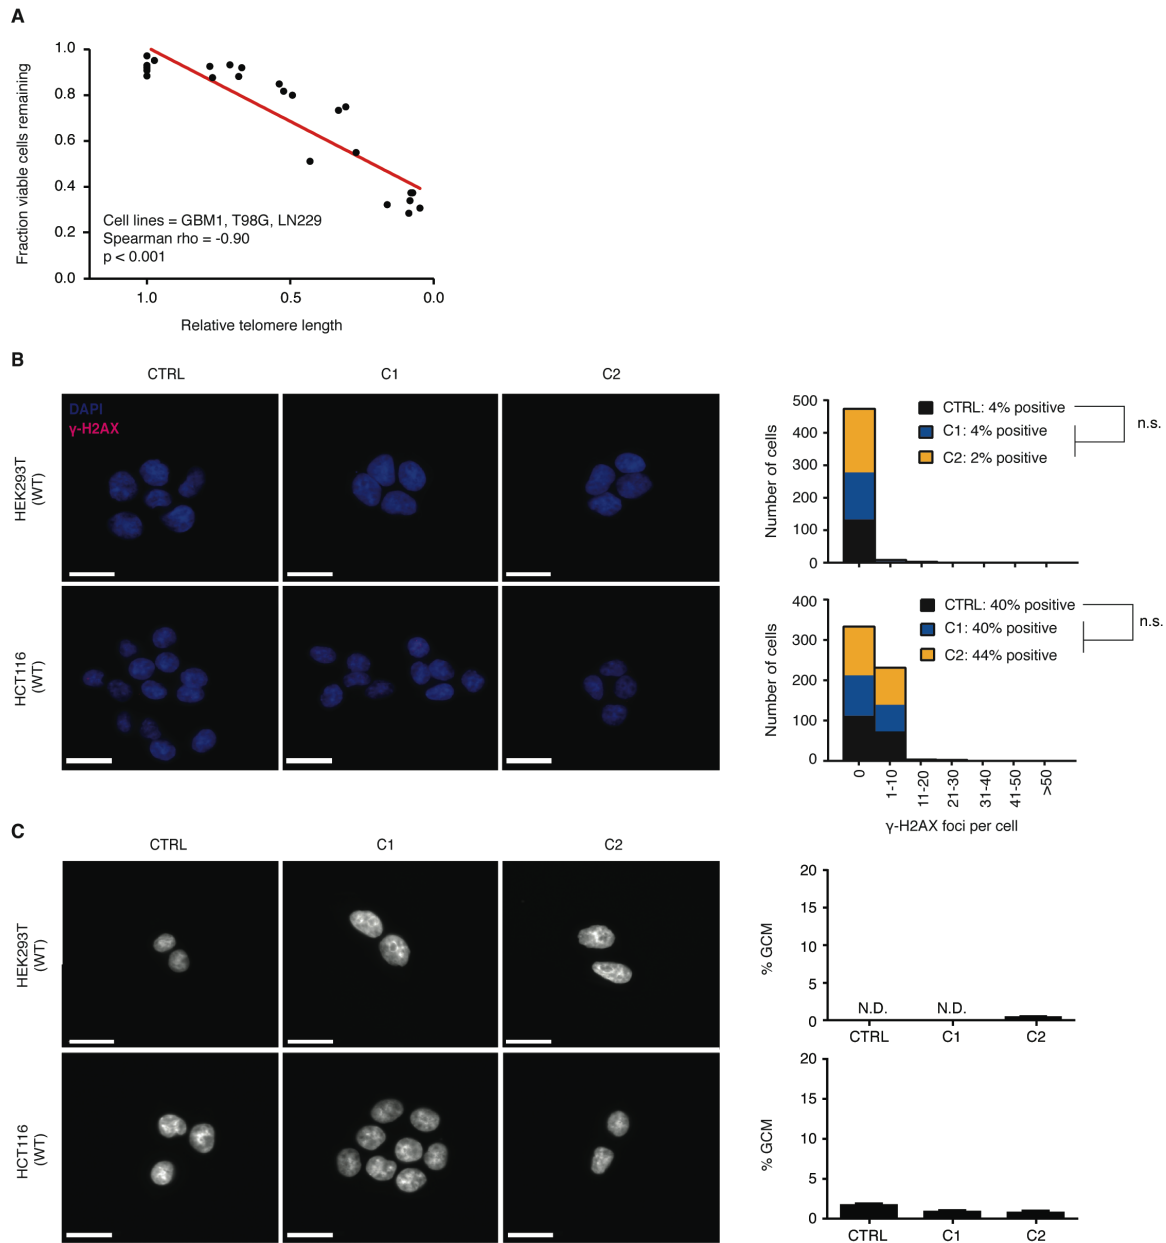 A
Fraction viable cells remaining
1.0
0.8
0.6
0.4
0.2
0.0
Cell lines = GBM1, T98G, LN229
Spearman rho = -0.90
p < 0.001
1.0 0.5 0.0
Relative telomere length
B
CTRL C1 C2
DAPI
γ-H2AX
HEK293T
(WT)
HCT116
(WT)
Number of cells
500
400
300
200
100
0
CTRL: 4% positive
C1: 4% positive
C2: 2% positive
n.s.
Number of cells
400
300
200
100
0
CTRL: 40% positive
C1: 40% positive
C2: 44% positive
n.s.
0 1-10 11-20 21-30 31-40 41-50 >50
γ-H2AX foci per cell
C
CTRL C1 C2
HEK293T
(WT)
HCT116
(WT)
% GCM
20
15
10
5
0
N.D. N.D.
CTRL C1 C2
% GCM
20
15
10
5
0
CTRL C1 C2